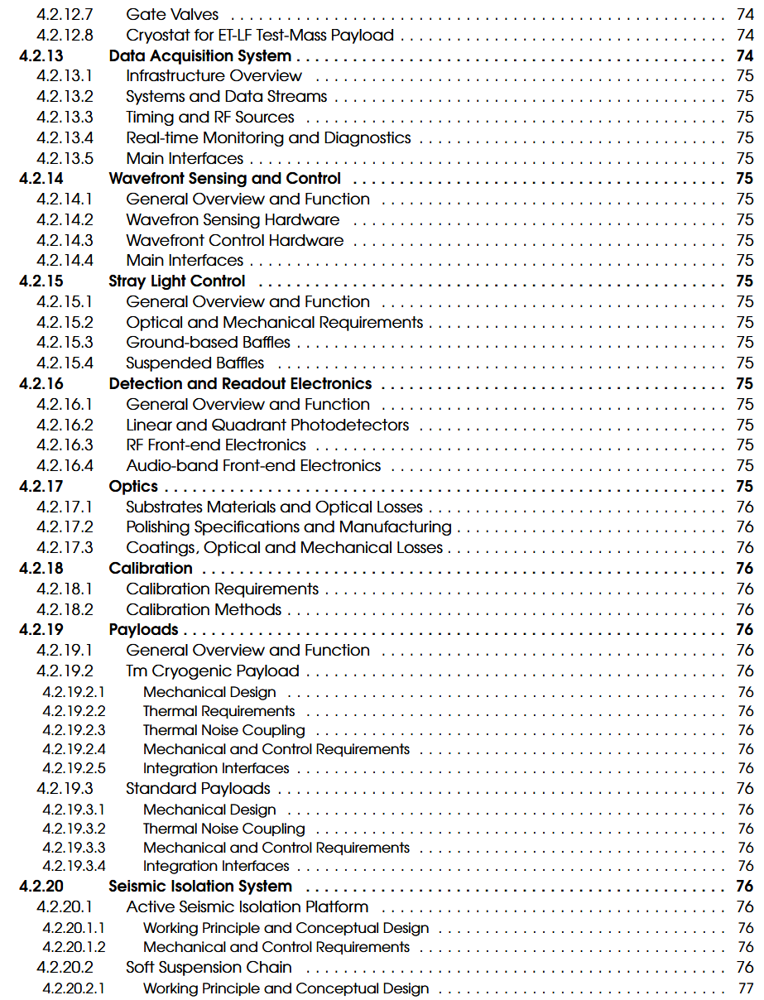 4.2.12.7 Gate Valves . . . . . . . . . . . . . . . . . . . . 74
4.2.12.8 Cryostat for ET-LF Test-Mass Payload . . . . . . . . . . . . . . . . . . . . 74
4.2.13 Data Acquisition System . . . . . . . . . . . . . . . . . . . . 74
4.2.13.1 Infrastructure Overview . . . . . . . . . . . . . . . . . . . . 75
4.2.13.2 Systems and Data Streams . . . . . . . . . . . . . . . . . . . . 75
4.2.13.3 Timing and RF Sources . . . . . . . . . . . . . . . . . . . . 75
4.2.13.4 Real-time Monitoring and Diagnostics . . . . . . . . . . . . . . . . . . . . 75
4.2.13.5 Main Interfaces . . . . . . . . . . . . . . . . . . . . 75
4.2.14 Wavefront Sensing and Control . . . . . . . . . . . . . . . . . . . . 75
4.2.14.1 General Overview and Function . . . . . . . . . . . . . . . . . . . . 75
4.2.14.2 Wavefron Sensing Hardware . . . . . . . . . . . . . . . . . . . . 75
4.2.14.3 Wavefront Control Hardware . . . . . . . . . . . . . . . . . . . . 75
4.2.14.4 Main Interfaces . . . . . . . . . . . . . . . . . . . . 75
4.2.15 Stray Light Control . . . . . . . . . . . . . . . . . . . . 75
4.2.15.1 General Overview and Function . . . . . . . . . . . . . . . . . . . . 75
4.2.15.2 Optical and Mechanical Requirements . . . . . . . . . . . . . . . . . . . . 75
4.2.15.3 Ground-based Baffles . . . . . . . . . . . . . . . . . . . . 75
4.2.15.4 Suspended Baffles . . . . . . . . . . . . . . . . . . . . 75
4.2.16 Detection and Readout Electronics . . . . . . . . . . . . . . . . . . . . 75
4.2.16.1 General Overview and Function . . . . . . . . . . . . . . . . . . . . 75
4.2.16.2 Linear and Quadrant Photodetectors . . . . . . . . . . . . . . . . . . . . 75
4.2.16.3 RF Front-end Electronics . . . . . . . . . . . . . . . . . . . . 75
4.2.16.4 Audio-band Front-end Electronics . . . . . . . . . . . . . . . . . . . . 75
4.2.17 Optics . . . . . . . . . . . . . . . . . . . . 75
4.2.17.1 Substrates Materials and Optical Losses . . . . . . . . . . . . . . . . . . . . 76
4.2.17.2 Polishing Specifications and Manufacturing . . . . . . . . . . . . . . . . . . . . 76
4.2.17.3 Coatings, Optical and Mechanical Losses . . . . . . . . . . . . . . . . . . . . 76
4.2.18 Calibration . . . . . . . . . . . . . . . . . . . . 76
4.2.18.1 Calibration Requirements . . . . . . . . . . . . . . . . . . . . 76
4.2.18.2 Calibration Methods . . . . . . . . . . . . . . . . . . . . 76
4.2.19 Payloads . . . . . . . . . . . . . . . . . . . . 76
4.2.19.1 General Overview and Function . . . . . . . . . . . . . . . . . . . . 76
4.2.19.2 Tm Cryogenic Payload . . . . . . . . . . . . . . . . . . . . 76
4.2.19.2.1 Mechanical Design . . . . . . . . . . . . . . . . . . . . 76
4.2.19.2.2 Thermal Requirements . . . . . . . . . . . . . . . . . . . . 76
4.2.19.2.3 Thermal Noise Coupling . . . . . . . . . . . . . . . . . . . . 76
4.2.19.2.4 Mechanical and Control Requirements . . . . . . . . . . . . . . . . . . . . 76
4.2.19.2.5 Integration Interfaces . . . . . . . . . . . . . . . . . . . . 76
4.2.19.3 Standard Payloads . . . . . . . . . . . . . . . . . . . . 76
4.2.19.3.1 Mechanical Design . . . . . . . . . . . . . . . . . . . . 76
4.2.19.3.2 Thermal Noise Coupling . . . . . . . . . . . . . . . . . . . . 76
4.2.19.3.3 Mechanical and Control Requirements . . . . . . . . . . . . . . . . . . . . 76
4.2.19.3.4 Integration Interfaces . . . . . . . . . . . . . . . . . . . . 76
4.2.20 Seismic Isolation System . . . . . . . . . . . . . . . . . . . . 76
4.2.20.1 Active Seismic Isolation Platform . . . . . . . . . . . . . . . . . . . . 76
4.2.20.1.1 Working Principle and Conceptual Design . . . . . . . . . . . . . . . . . . . . 76
4.2.20.1.2 Mechanical and Control Requirements . . . . . . . . . . . . . . . . . . . . 76
4.2.20.2 Soft Suspension Chain . . . . . . . . . . . . . . . . . . . . 76
4.2.20.2.1 Working Principle and Conceptual Design . . . . . . . . . . . . . . . . . . . . 77